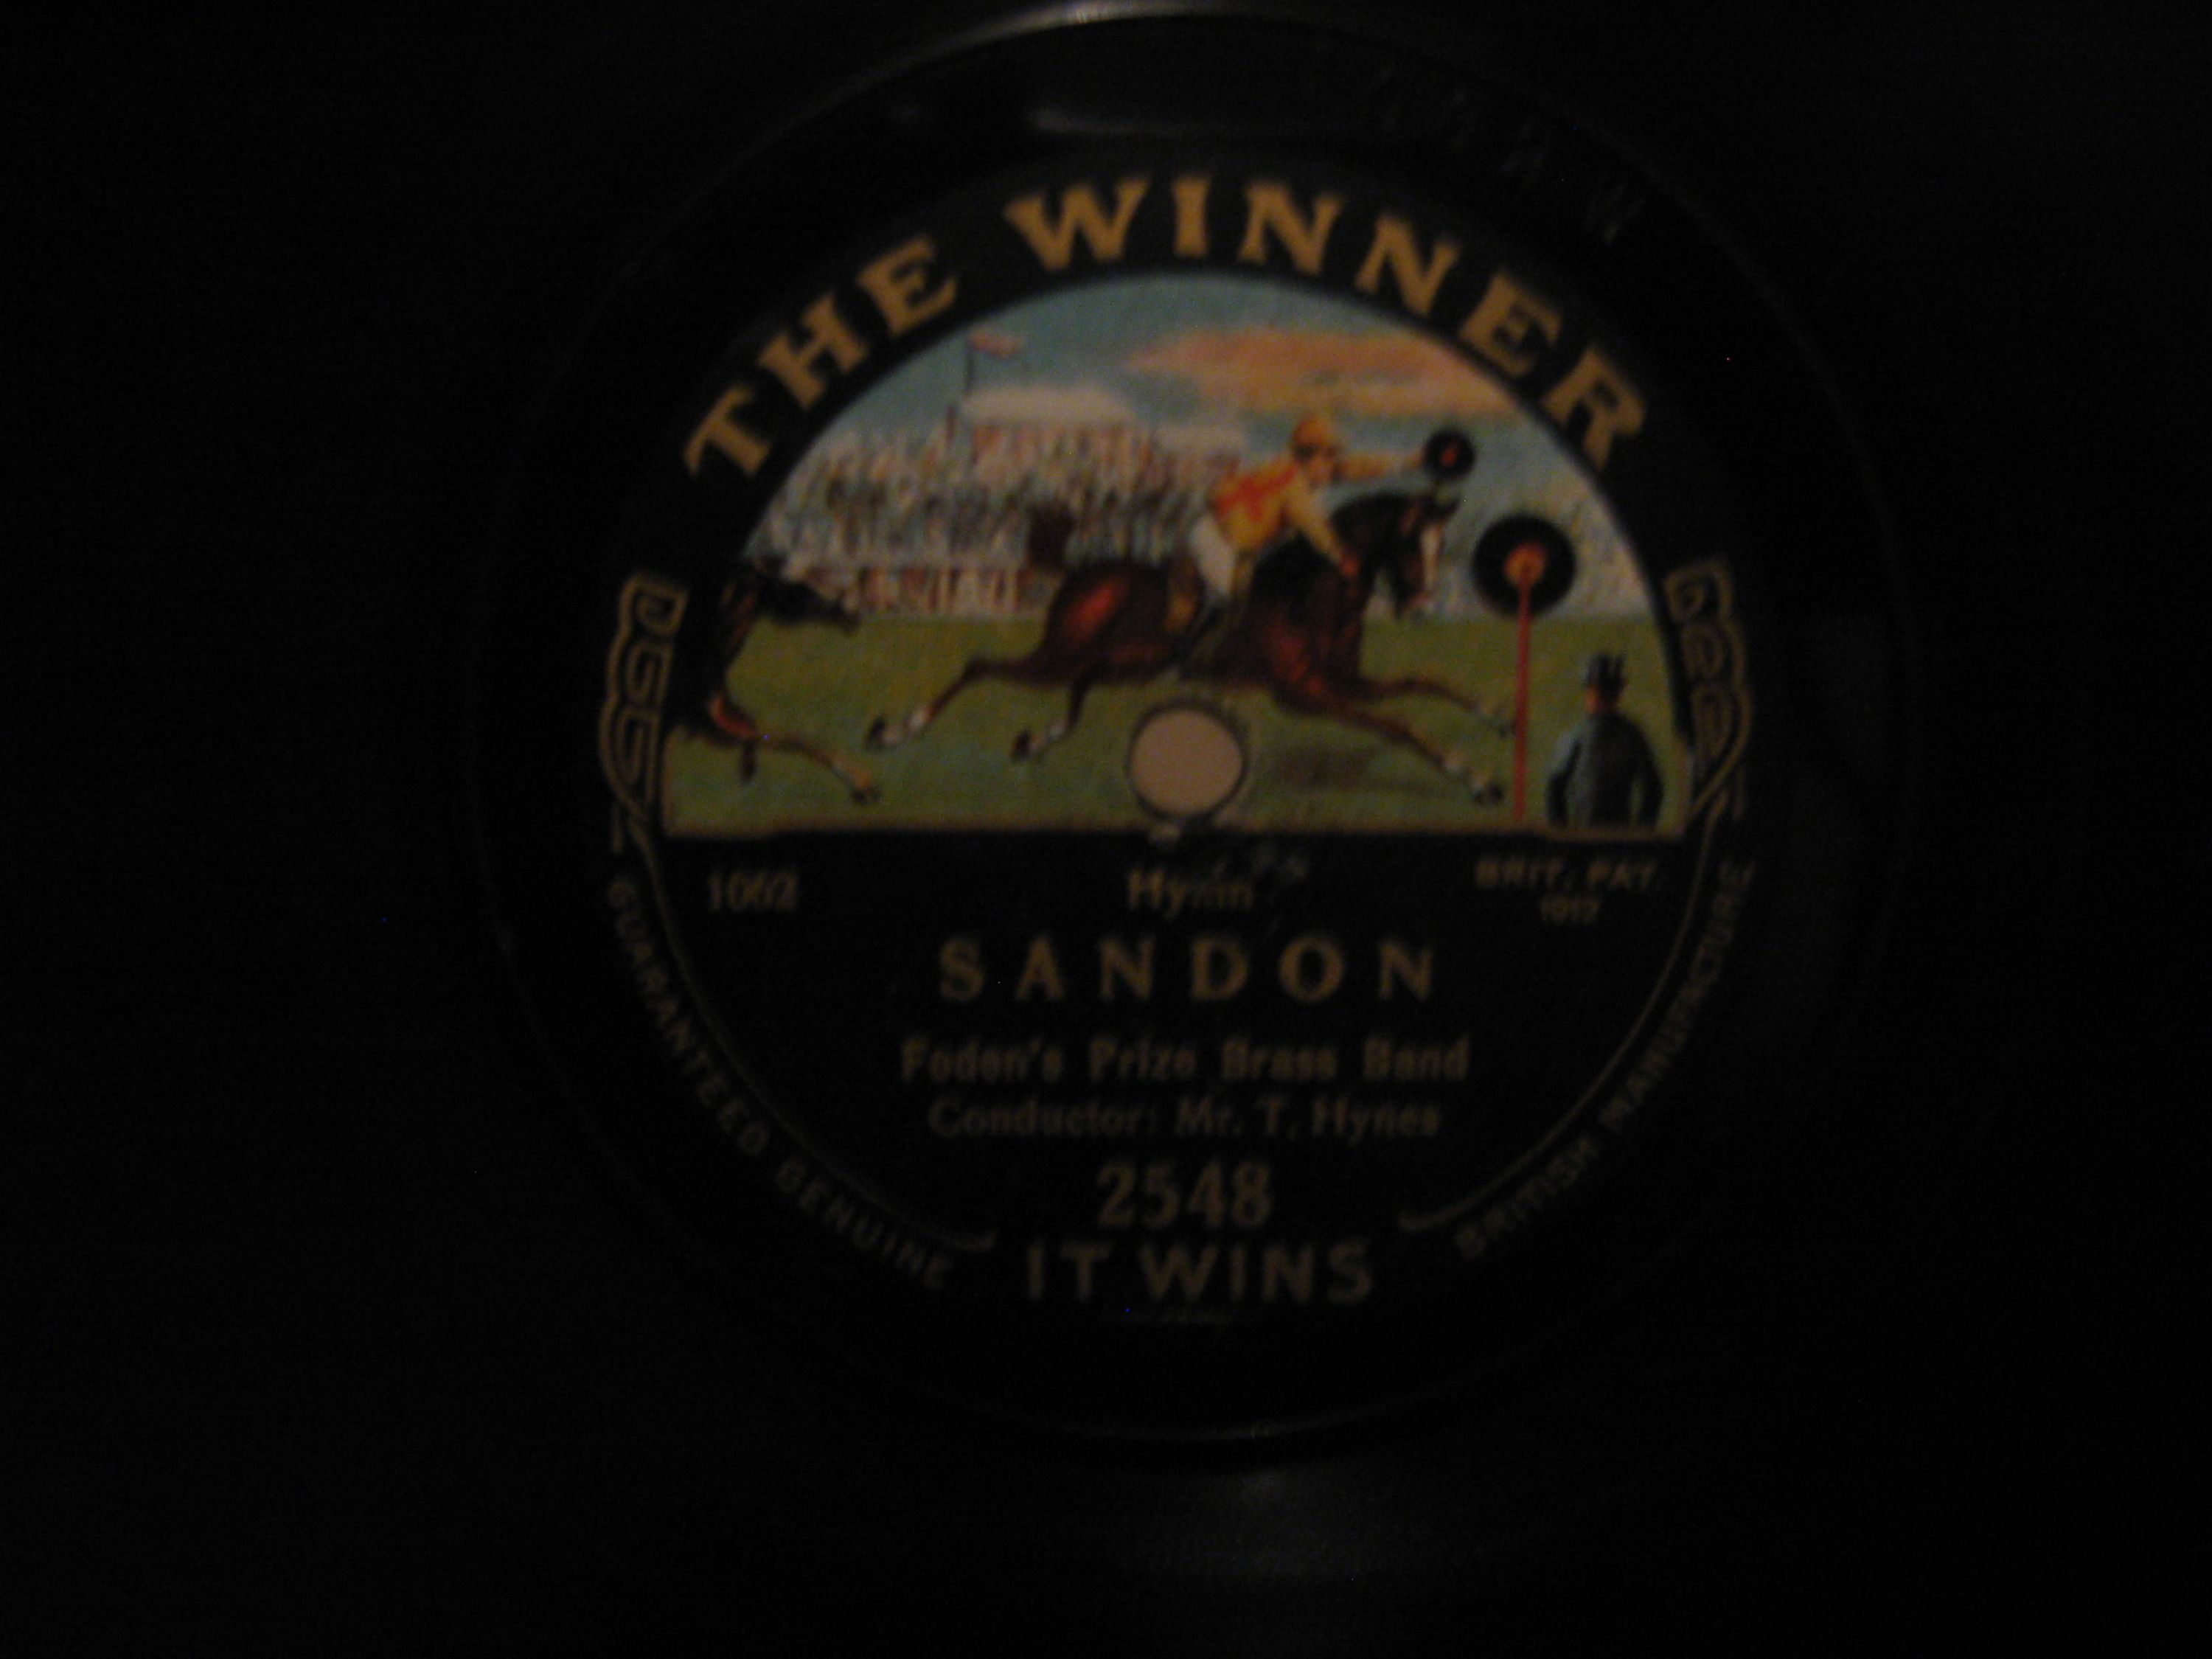 THE WINNER
Hymn
BRIT. PAT.
1912
SANDON
Foden's Prize Brass Band
Conductor: Mr. T. Hynes
2548
IT WINS
GUARANTEED GENUINE
BRITISH MANUFACTURE